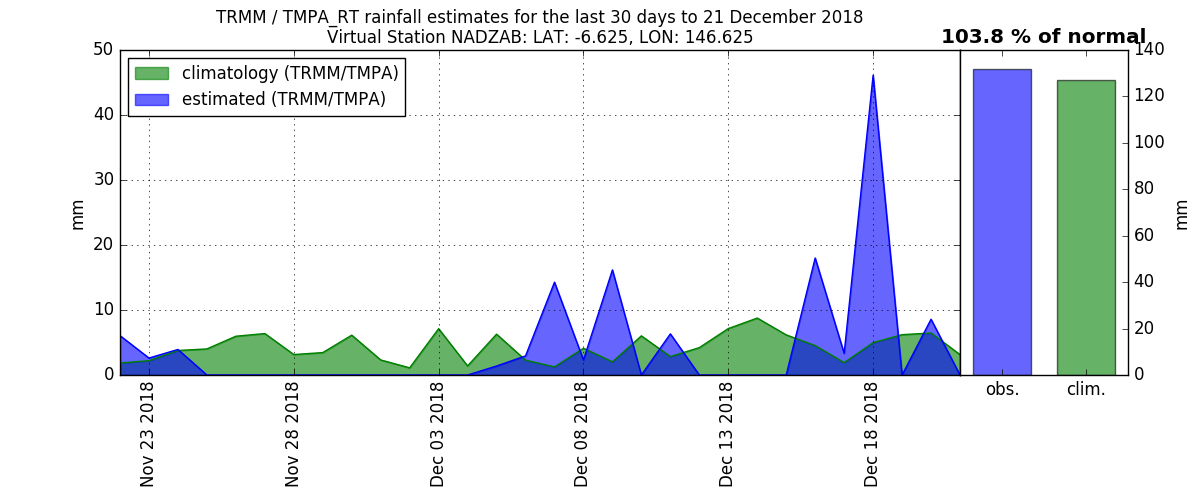 TRMM / TMPA_RT rainfall estimates for the last 30 days to 21 December 2018
Virtual Station NADZAB: LAT: -6.625, LON: 146.625
103.8 % of normal
climatology (TRMM/TMPA)
estimated (TRMM/TMPA)
50
40
30
20
10
0
mm
Nov 23 2018
Nov 28 2018
Dec 03 2018
Dec 08 2018
Dec 13 2018
Dec 18 2018
obs.
clim.
140
120
100
80
60
40
20
0
mm